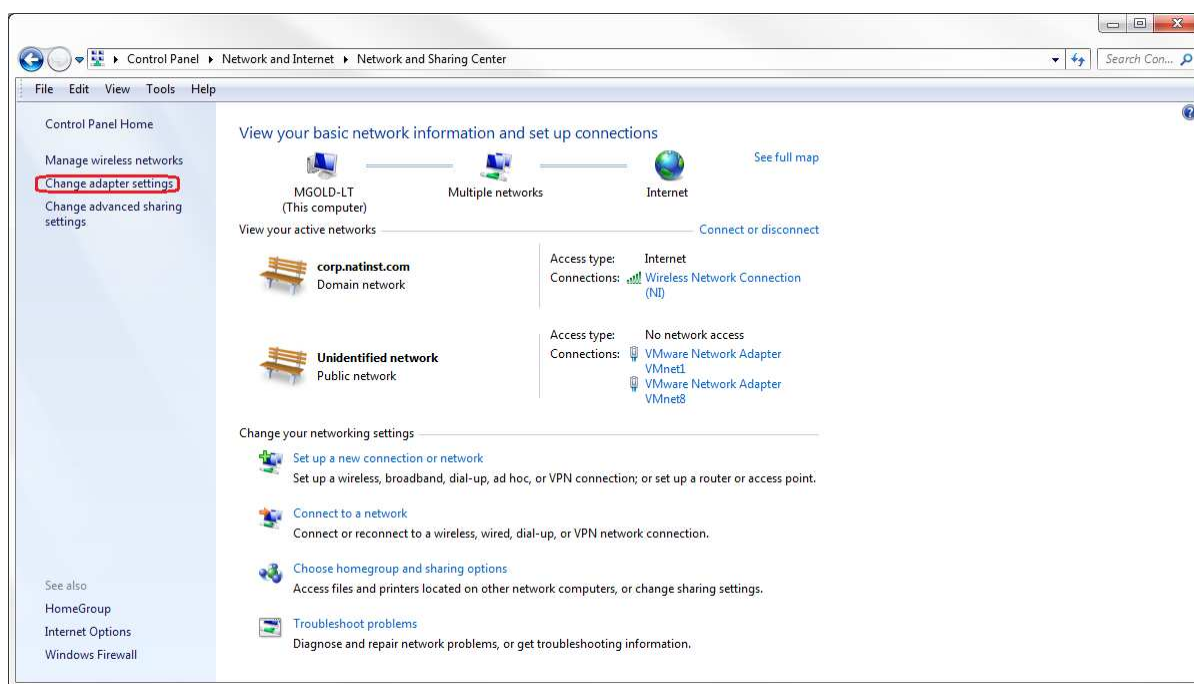 Control Panel ▸ Network and Internet ▸ Network and Sharing Center
Search Con...
File Edit View Tools Help
Control Panel Home
Manage wireless networks
Change adapter settings
Change advanced sharing
settings
See also
HomeGroup
Internet Options
Windows Firewall
View your basic network information and set up connections
See full map
MGOLD-LT
(This computer)
Multiple networks
Internet
View your active networks
Connect or disconnect
corp.natinst.com
Domain network
Access type: Internet
Connections: Wireless Network Connection
(NI)
Unidentified network
Public network
Access type: No network access
Connections: VMware Network Adapter
VMnet1
VMware Network Adapter
VMnet8
Change your networking settings
Set up a new connection or network
Set up a wireless, broadband, dial-up, ad hoc, or VPN connection; or set up a router or access point.
Connect to a network
Connect or reconnect to a wireless, wired, dial-up, or VPN network connection.
Choose homegroup and sharing options
Access files and printers located on other network computers, or change sharing settings.
Troubleshoot problems
Diagnose and repair network problems, or get troubleshooting information.